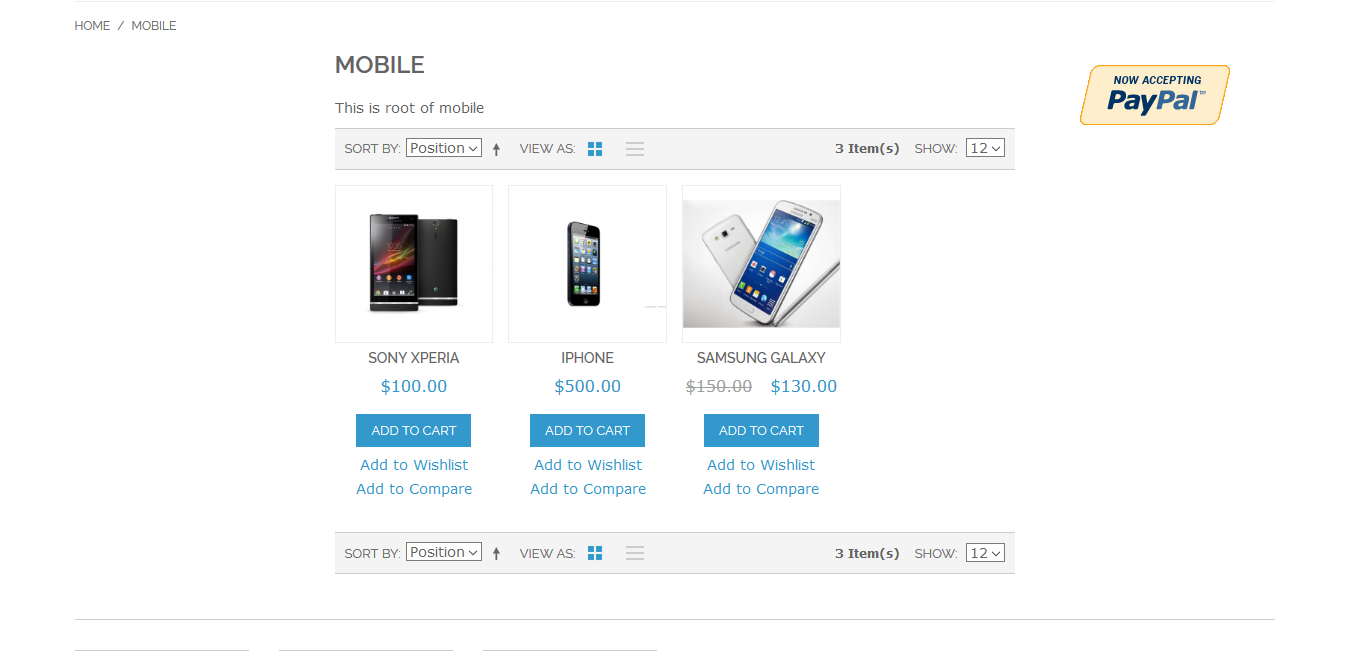 HOME / MOBILE
MOBILE
NOW ACCEPTING
PayPal™
This is root of mobile
SORT BY: Position VIEW AS: 3 Item(s) SHOW: 12
SONY XPERIA IPHONE SAMSUNG GALAXY
$100.00 $500.00 $150.00 $130.00
ADD TO CART ADD TO CART ADD TO CART
Add to Wishlist Add to Wishlist Add to Wishlist
Add to Compare Add to Compare Add to Compare
SORT BY: Position VIEW AS: 3 Item(s) SHOW: 12